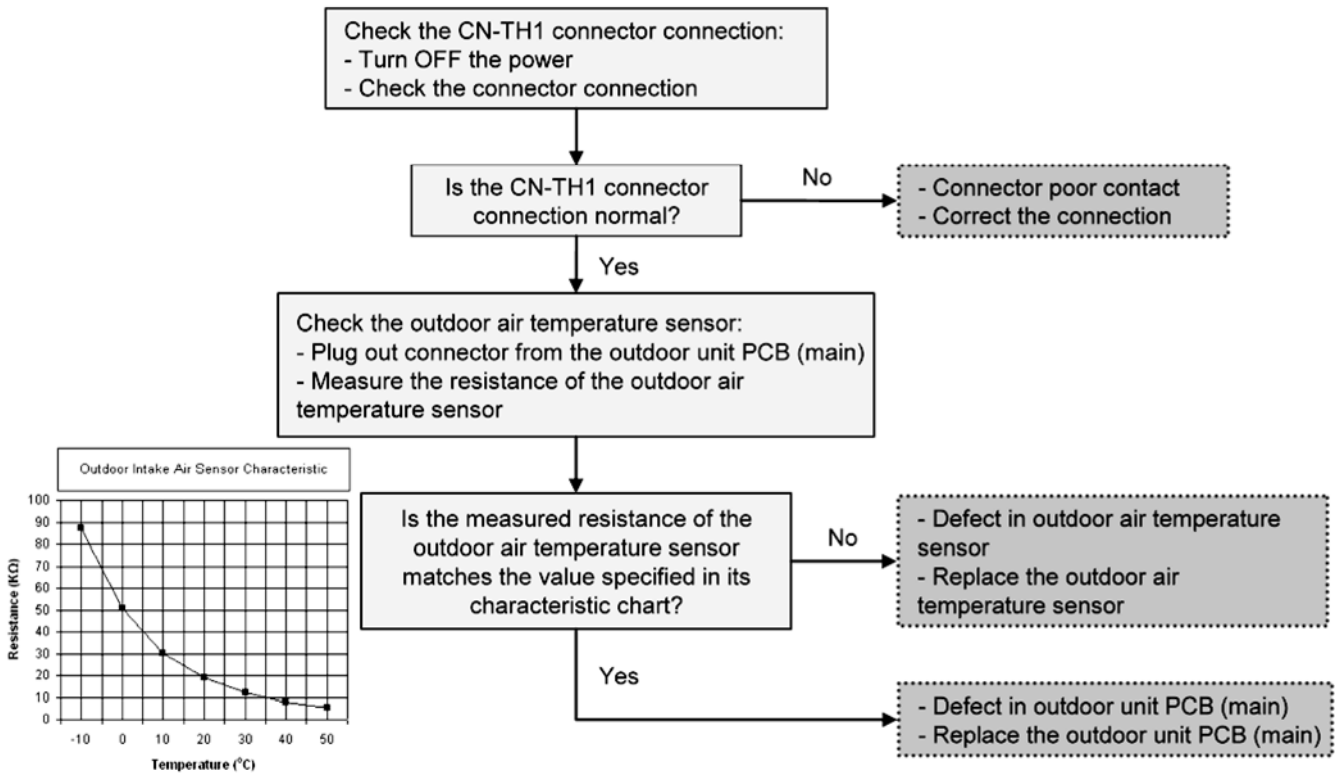 Check the CN-TH1 connector connection:
- Turn OFF the power
- Check the connector connection
Is the CN-TH1 connector
connection normal?
No
- Connector poor contact
- Correct the connection
Yes
Check the outdoor air temperature sensor:
- Plug out connector from the outdoor unit PCB (main)
- Measure the resistance of the outdoor air
temperature sensor
Outdoor Intake Air Sensor Characteristic
Resistance (KΩ)
100
90
80
70
60
50
40
30
20
10
0
-10 0 10 20 30 40 50
Temperature (°C)
Is the measured resistance of the
outdoor air temperature sensor
matches the value specified in its
characteristic chart?
No
- Defect in outdoor air temperature
sensor
- Replace the outdoor air
temperature sensor
Yes
- Defect in outdoor unit PCB (main)
- Replace the outdoor unit PCB (main)